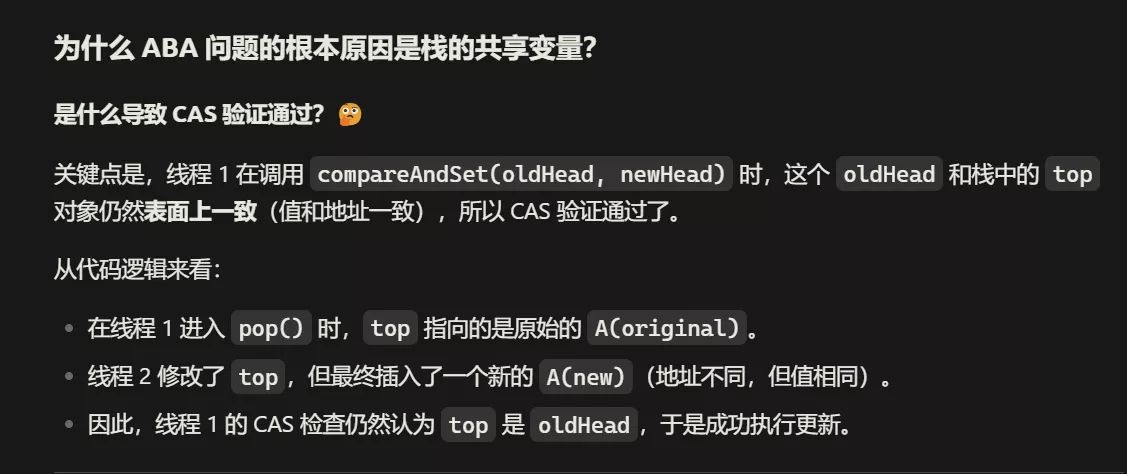 为什么 ABA 问题的根本原因是栈的共享变量？
是什么导致 CAS 验证通过？ 🤔
关键点是，线程 1 在调用 compareAndSet(oldHead, newHead) 时，这个 oldHead 和栈中的 top
对象仍然表面上一致（值和地址一致），所以 CAS 验证通过了。
从代码逻辑来看：
• 在线程 1 进入 pop() 时，top 指向的是原始的 A(original)。
• 线程 2 修改了 top，但最终插入了一个新的 A(new)（地址不同，但值相同）。
• 因此，线程 1 的 CAS 检查仍然认为 top 是 oldHead，于是成功执行更新。